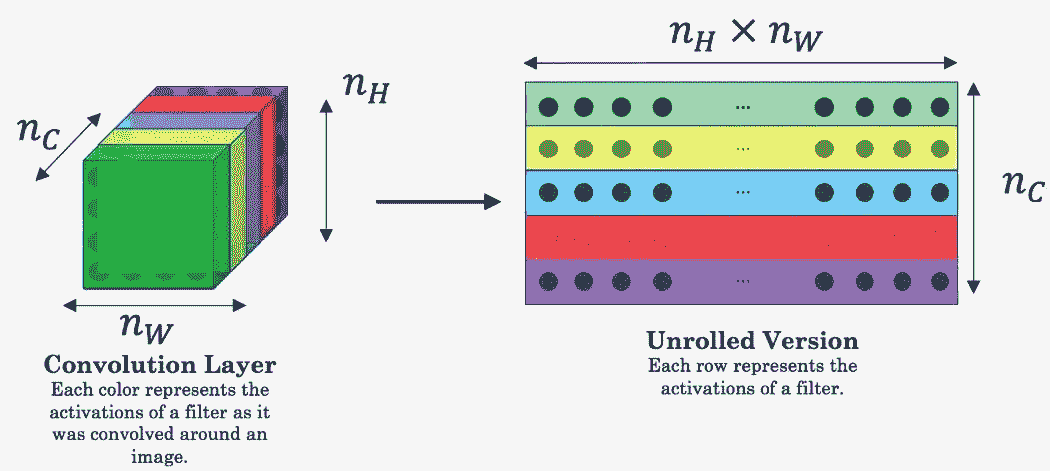 n_H × n_W
n_H
n_C
n_C
n_W
Convolution Layer
Each color represents the
activations of a filter as it
was convolved around an
image.
...
...
...
...
Unrolled Version
Each row represents the
activations of a filter.